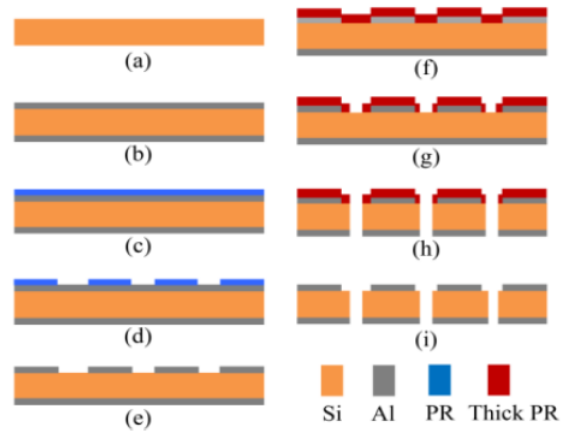 (a)
(b)
(c)
(d)
(e)
(f)
(g)
(h)
(i)
Si Al PR Thick PR